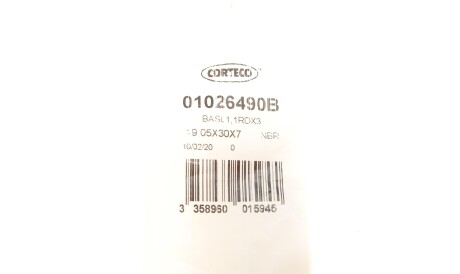 CORTECO
01026490B
BASL1,1RDX3
19 05X30X7 NBR
10/02/20 0
3 358960 015945